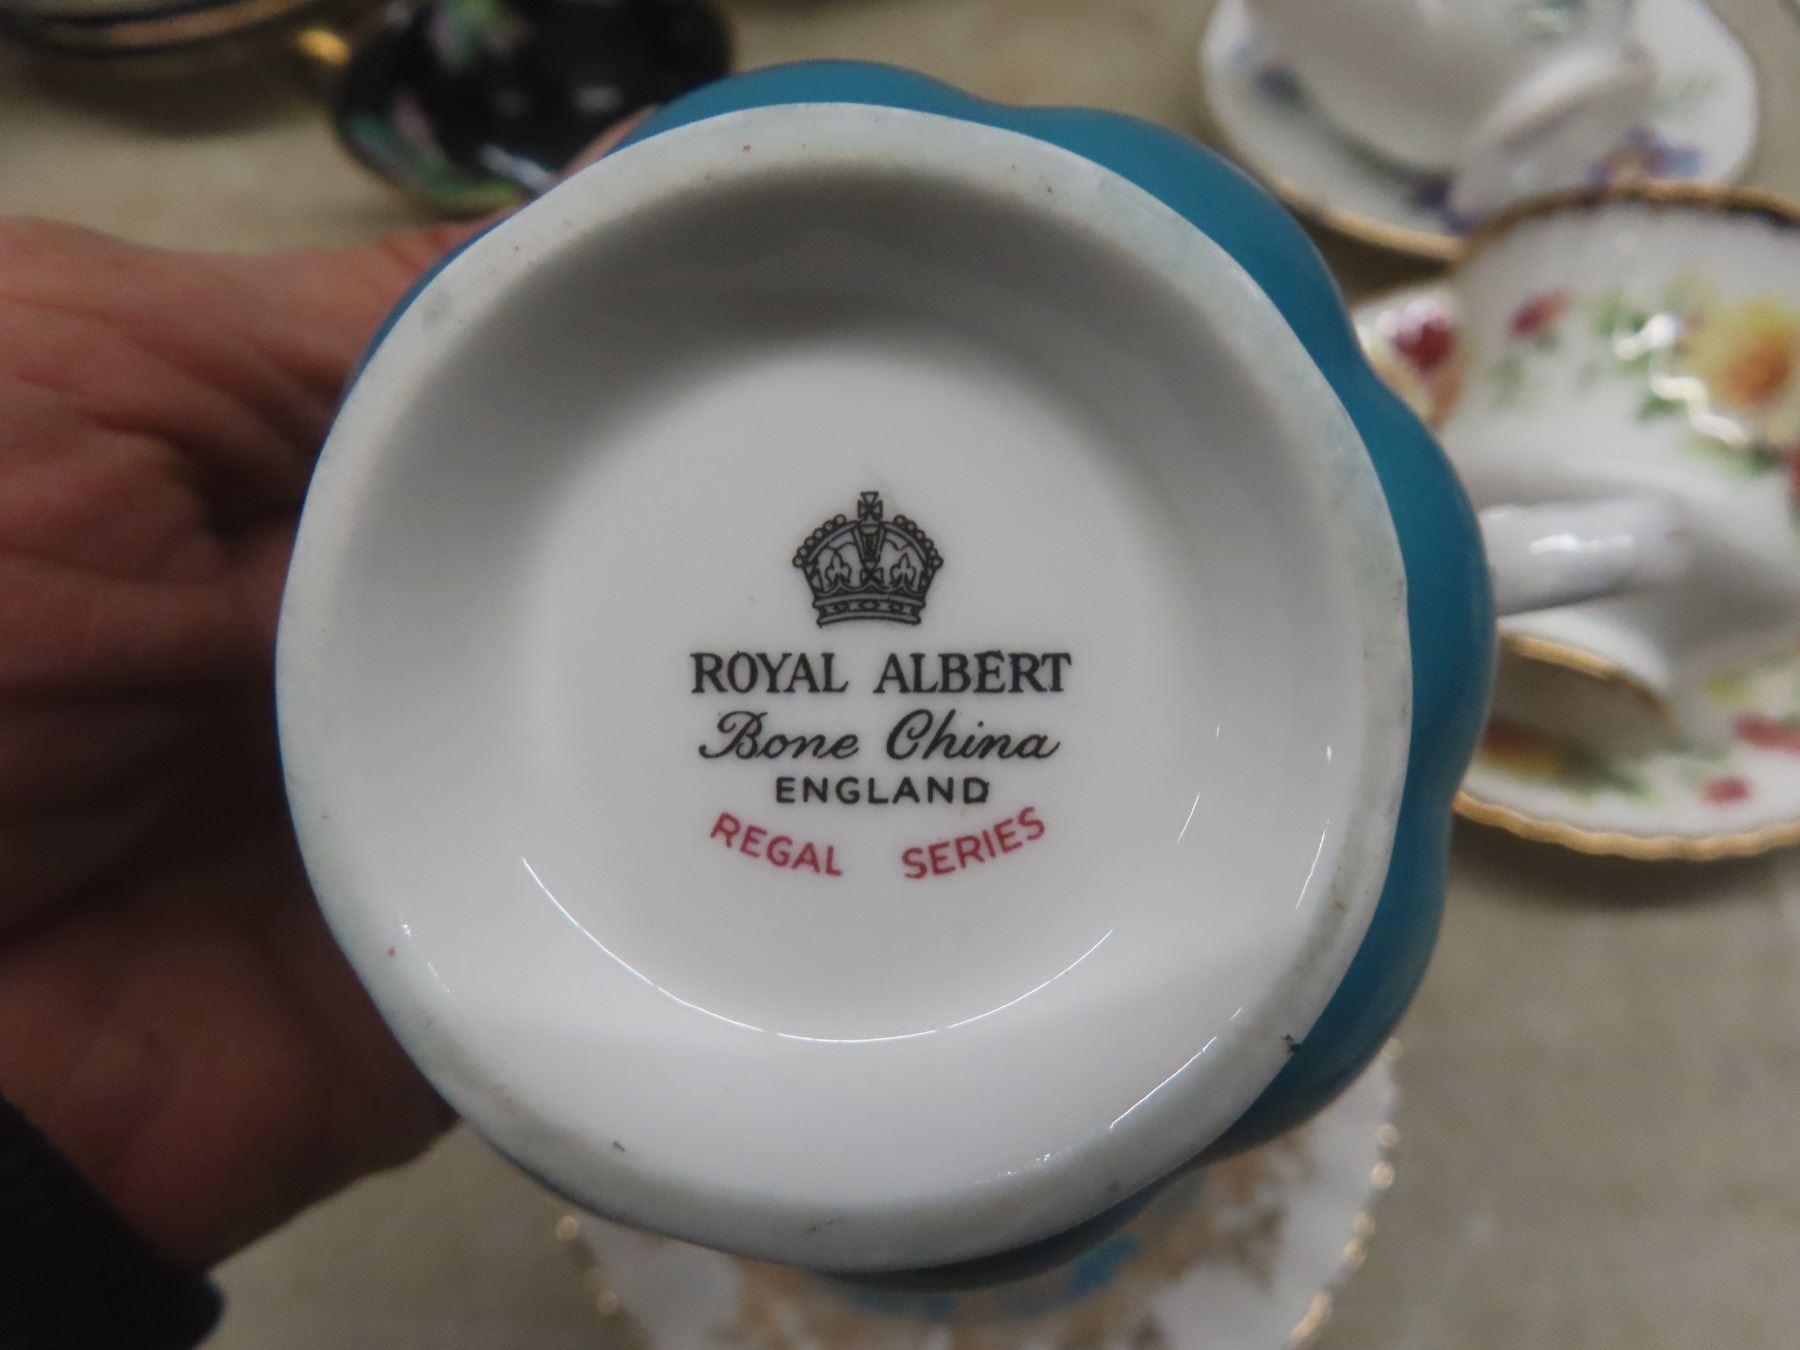 ROYAL ALBERT
Bone China
ENGLAND
REGAL SERIES